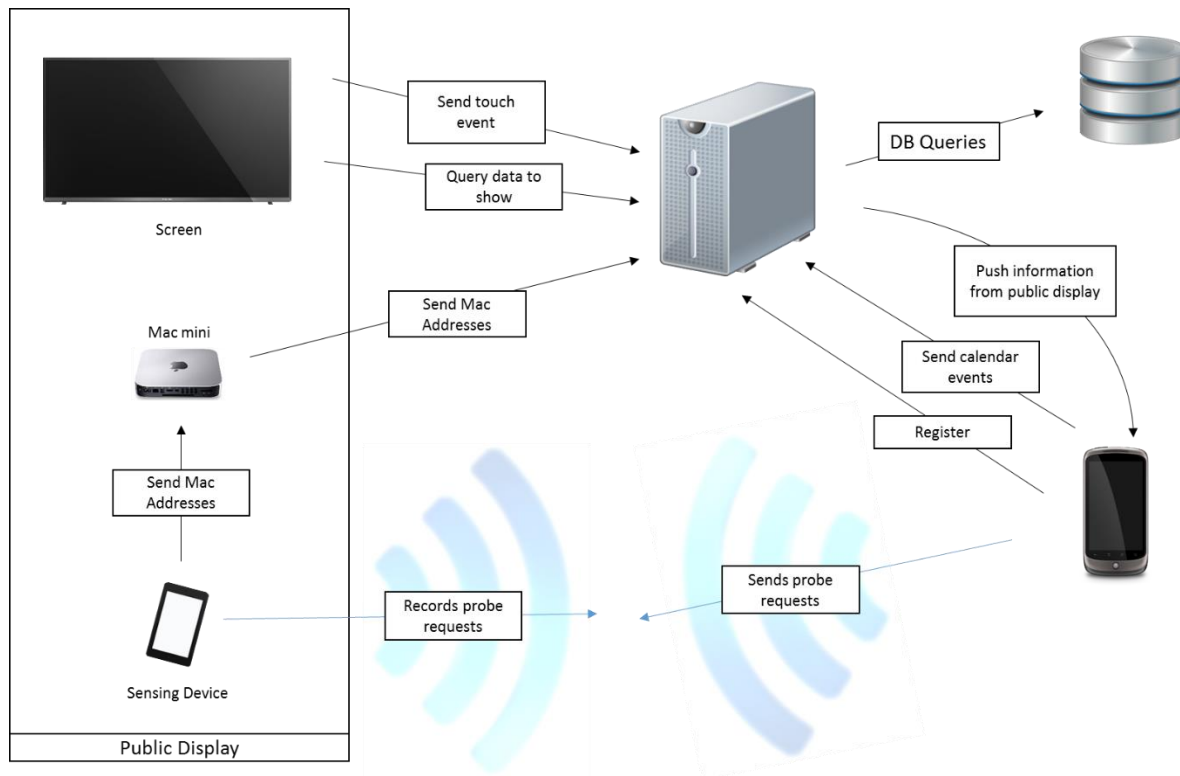 Send touch
event
Query data to
show
Screen
DB Queries
Push information
from public display
Send Mac
Addresses
Mac mini
Send calendar
events
Register
Send Mac
Addresses
Sends probe
requests
Records probe
requests
Sensing Device
Public Display